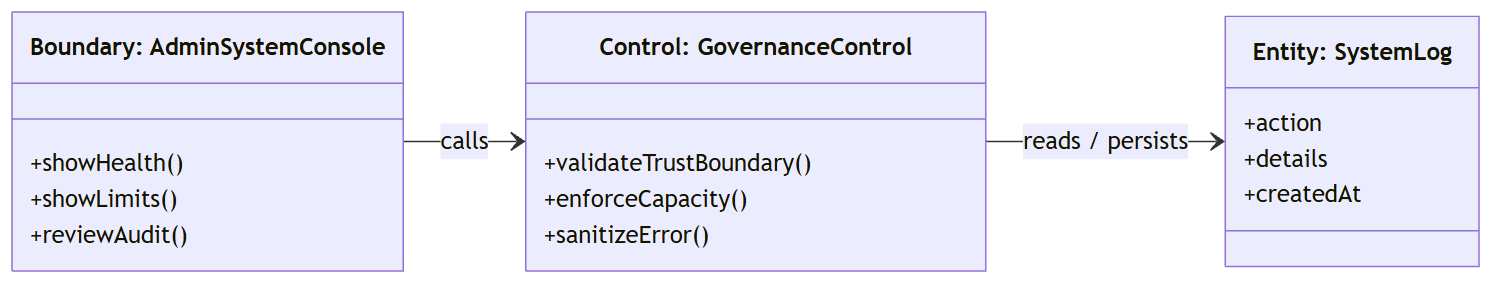 Boundary: AdminSystemConsole
+showHealth()
+showLimits()
+reviewAudit()
calls
Control: GovernanceControl
+validateTrustBoundary()
+enforceCapacity()
+sanitizeError()
reads / persists
Entity: SystemLog
+action
+details
+createdAt